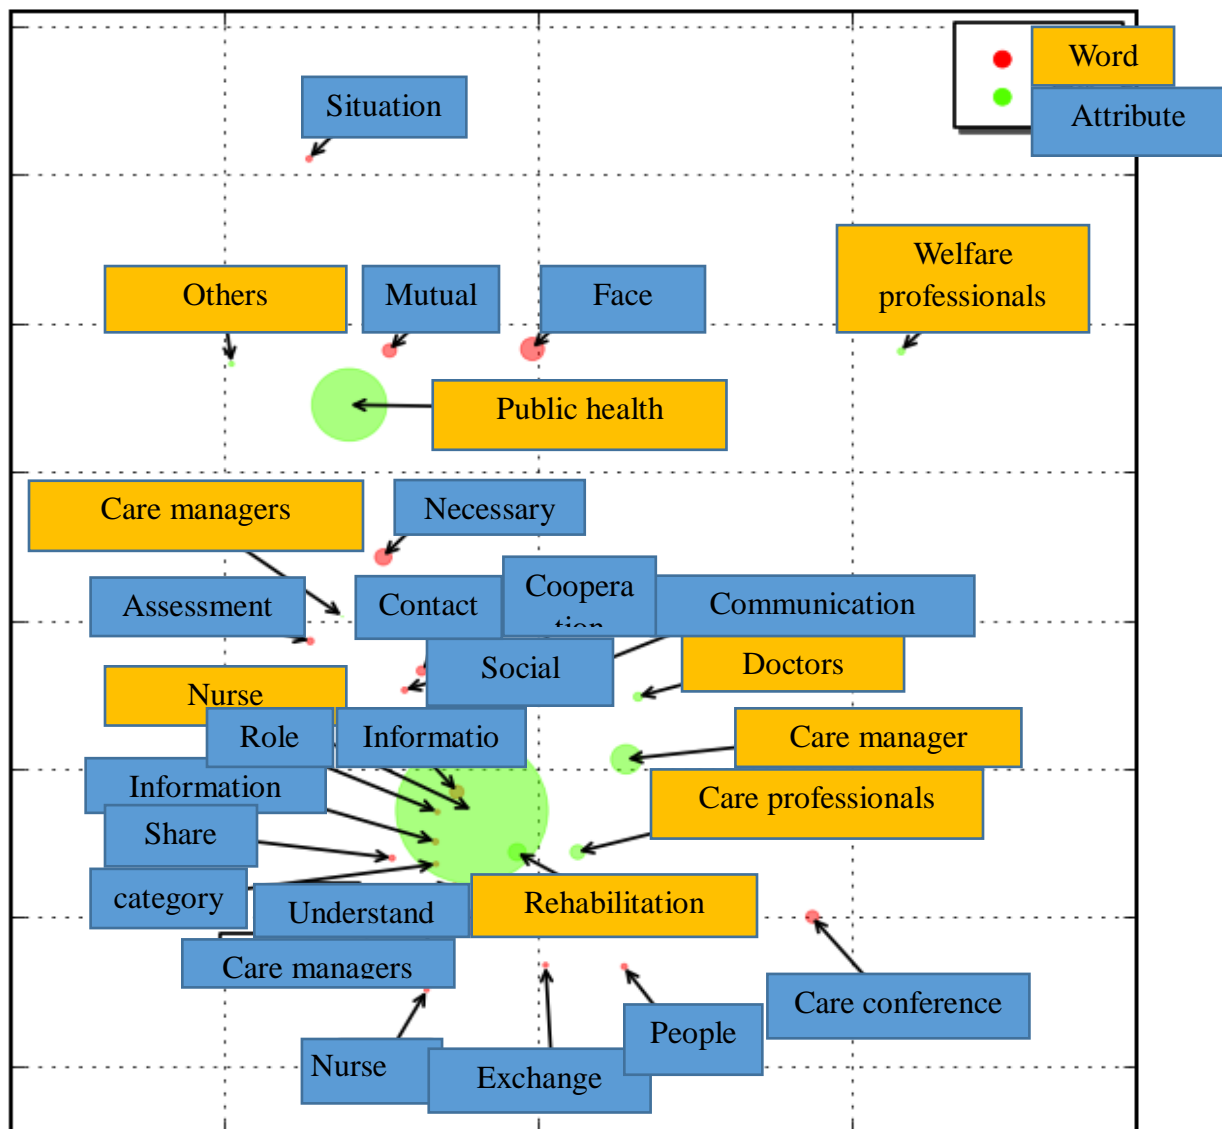 Word
Situation
Attribute
Welfare
professionals
Others
Mutual
Face
Public health
Care managers
Necessary
Coopera
tion
Assessment
Contact
Communication
Social
Doctors
Nurse
Role
Informatio
Care manager
Information
Care professionals
Share
category
Understand
Rehabilitation
Care managers
Care conference
People
Nurse
Exchange